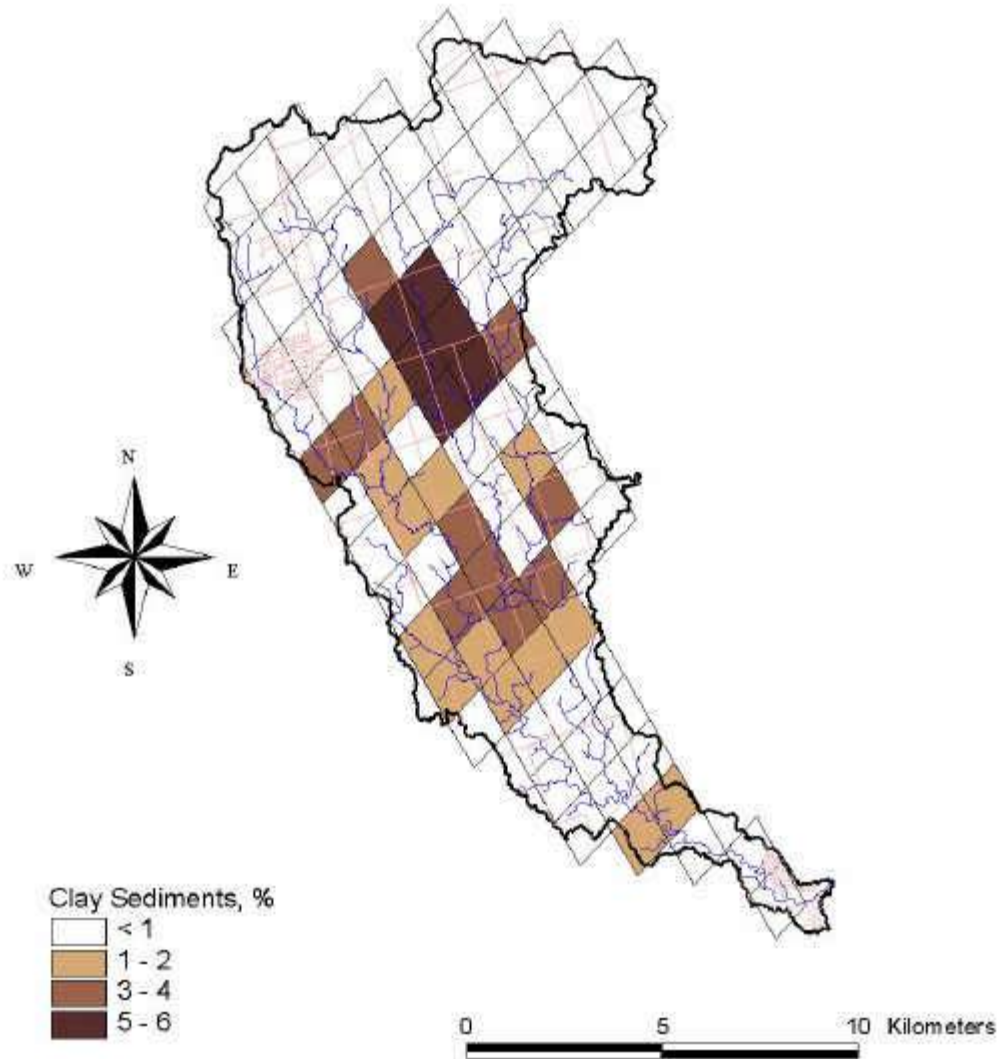 N
W E
S
Clay Sediments, %
< 1
1 - 2
3 - 4
5 - 6
0 5 10 Kilometers